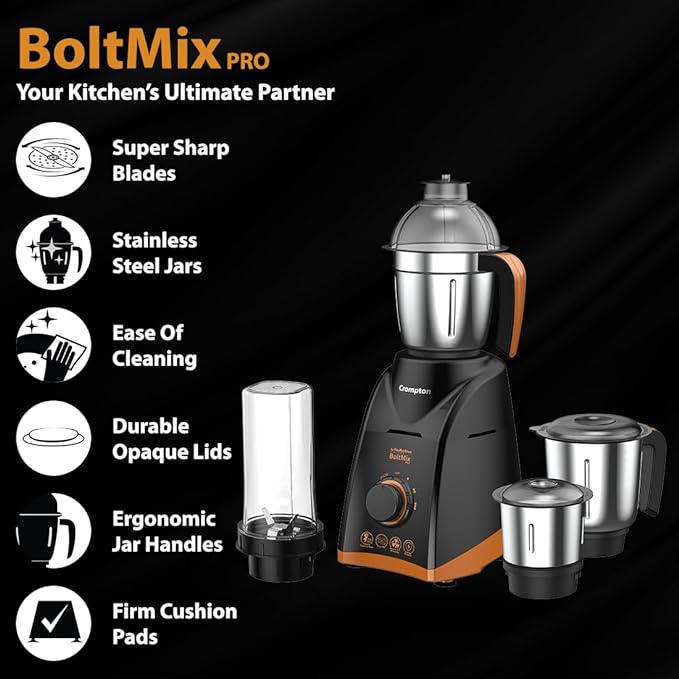 BoltMix PRO
Your Kitchen's Ultimate Partner
Super Sharp
Blades
Stainless
Steel Jars
Ease Of
Cleaning
Durable
Opaque Lids
Ergonomic
Jar Handles
Firm Cushion
Pads
Crompton
BoltMix